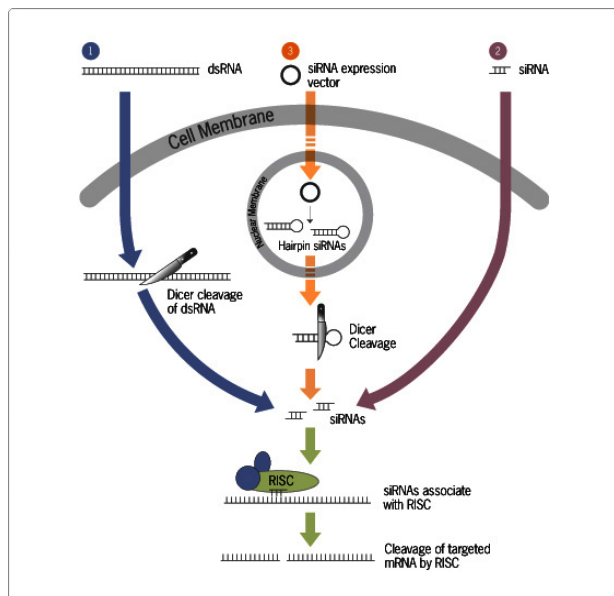 1
dsRNA
3
siRNA expression
vector
2
siRNA
Cell Membrane
Nuclear Membrane
Hairpin siRNAs
Dicer cleavage
of dsRNA
Dicer
Cleavage
siRNAs
RISC
siRNAs associate
with RISC
Cleavage of targeted
mRNA by RISC